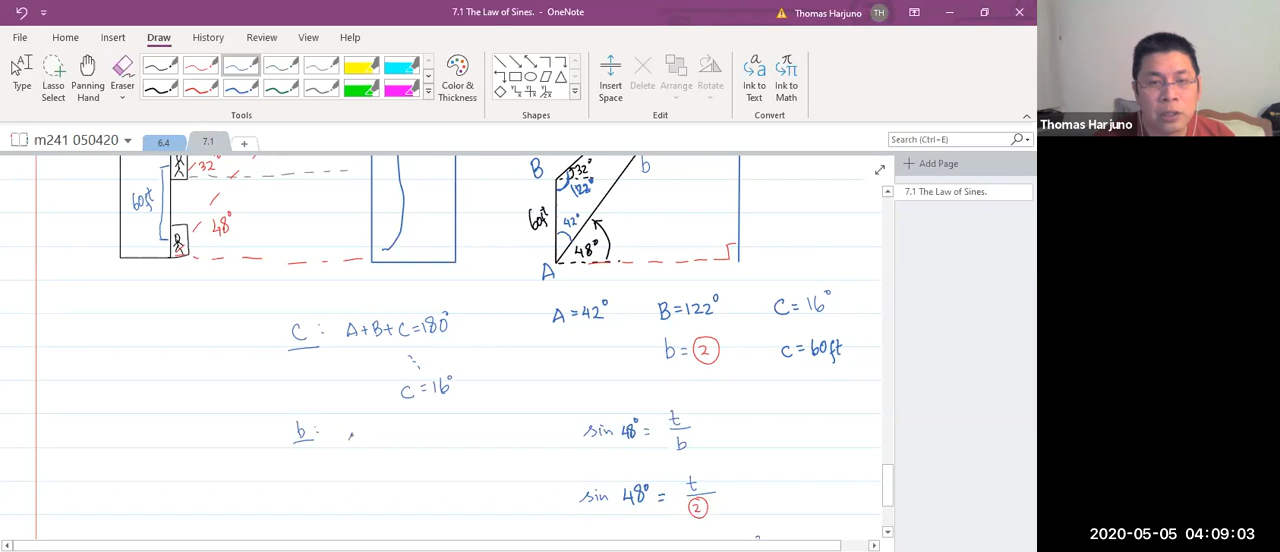 7.1 The Law of Sines. - OneNote
Thomas Harjuno
TH
File
Home
Insert
Draw
History
Review
View
Help
Type
Lasso
Select
Panning
Hand
Eraser
Color &
Thickness
Insert
Space
Delete
Arrange
Rotate
Ink to
Text
Ink to
Math
Tools
Shapes
Edit
Convert
Thomas Harjuno
m241 050420
6.4
7.1
Search (Ctrl+E)
Add Page
7.1 The Law of Sines.
32°
60ft
48°
B
32°
b
122°
60ft
42°
48°
A
A = 42°
B = 122°
C = 16°
b = 2
c = 60ft
C : A + B + C = 180°
C = 16°
b :
sin 48° = t/b
sin 48° = t/2
2020-05-05 04:09:03